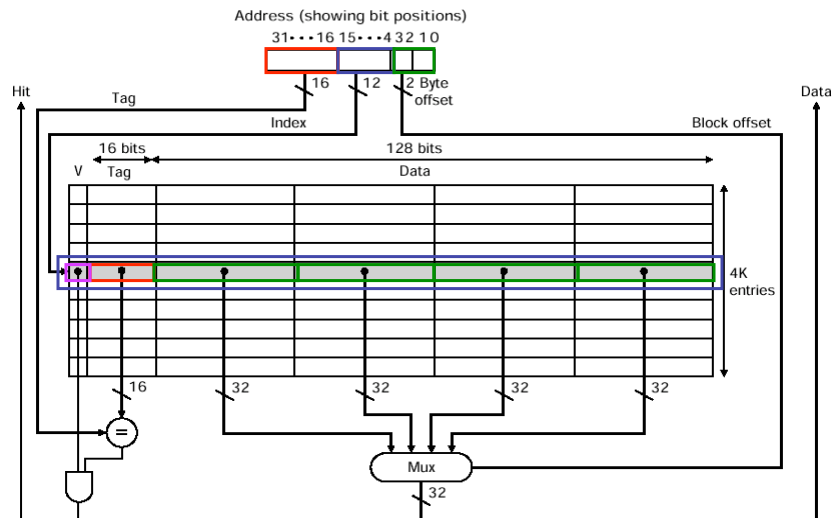 Address (showing bit positions)
31 • • • 16 15 • • • 4 3 2 1 0
Hit
16
12
2
Byte
offset
Data
Tag
Index
Block offset
16 bits
128 bits
V
Tag
Data
4K
entries
16
32
32
32
32
=
Mux
32